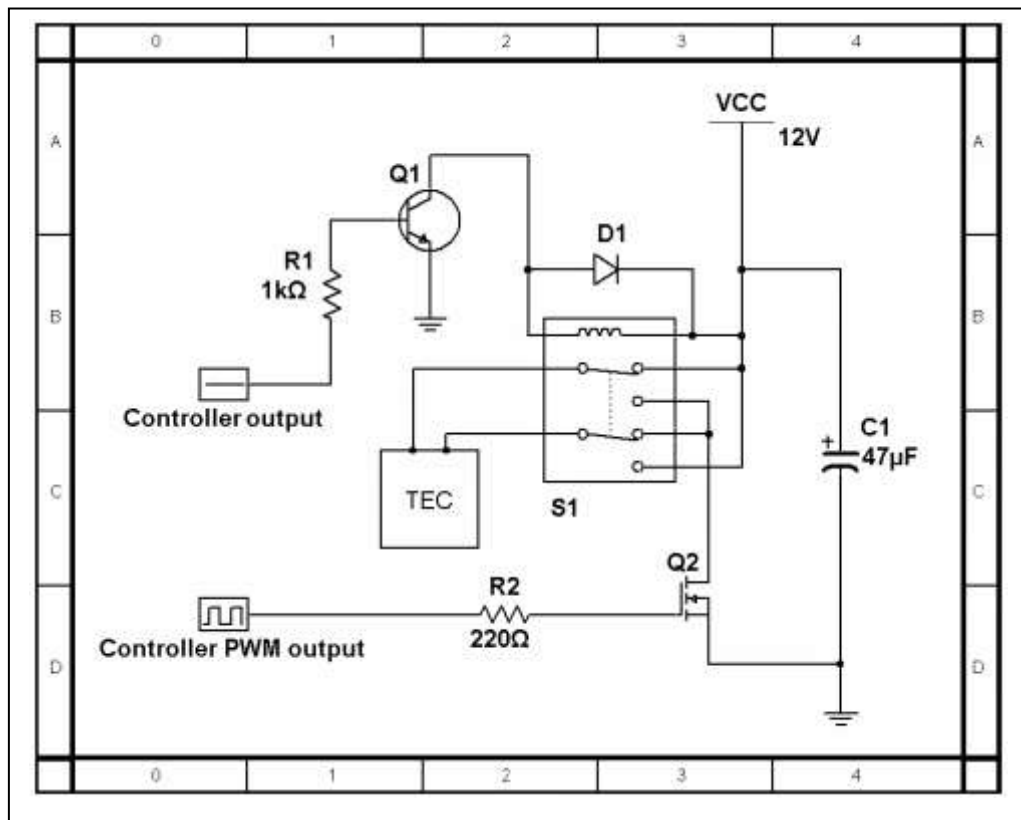 0 1 2 3 4
VCC
A A
12V
Q1
D1
R1
1kΩ
B B
Controller output
C1
+
47µF
C C
TEC
S1
Q2
R2
220Ω
Controller PWM output
D D
0 1 2 3 4